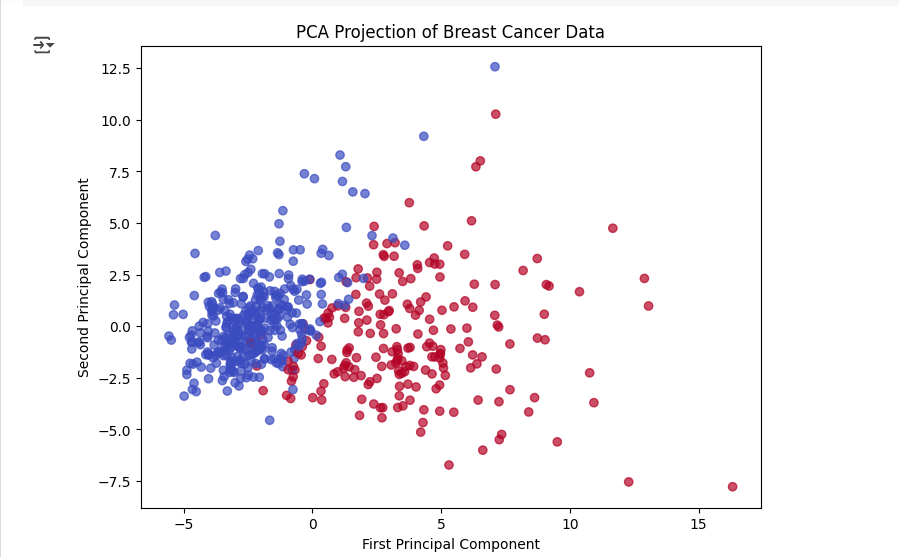 PCA Projection of Breast Cancer Data
12.5
10.0
7.5
5.0
2.5
0.0
−2.5
−5.0
−7.5
Second Principal Component
−5 0 5 10 15
First Principal Component